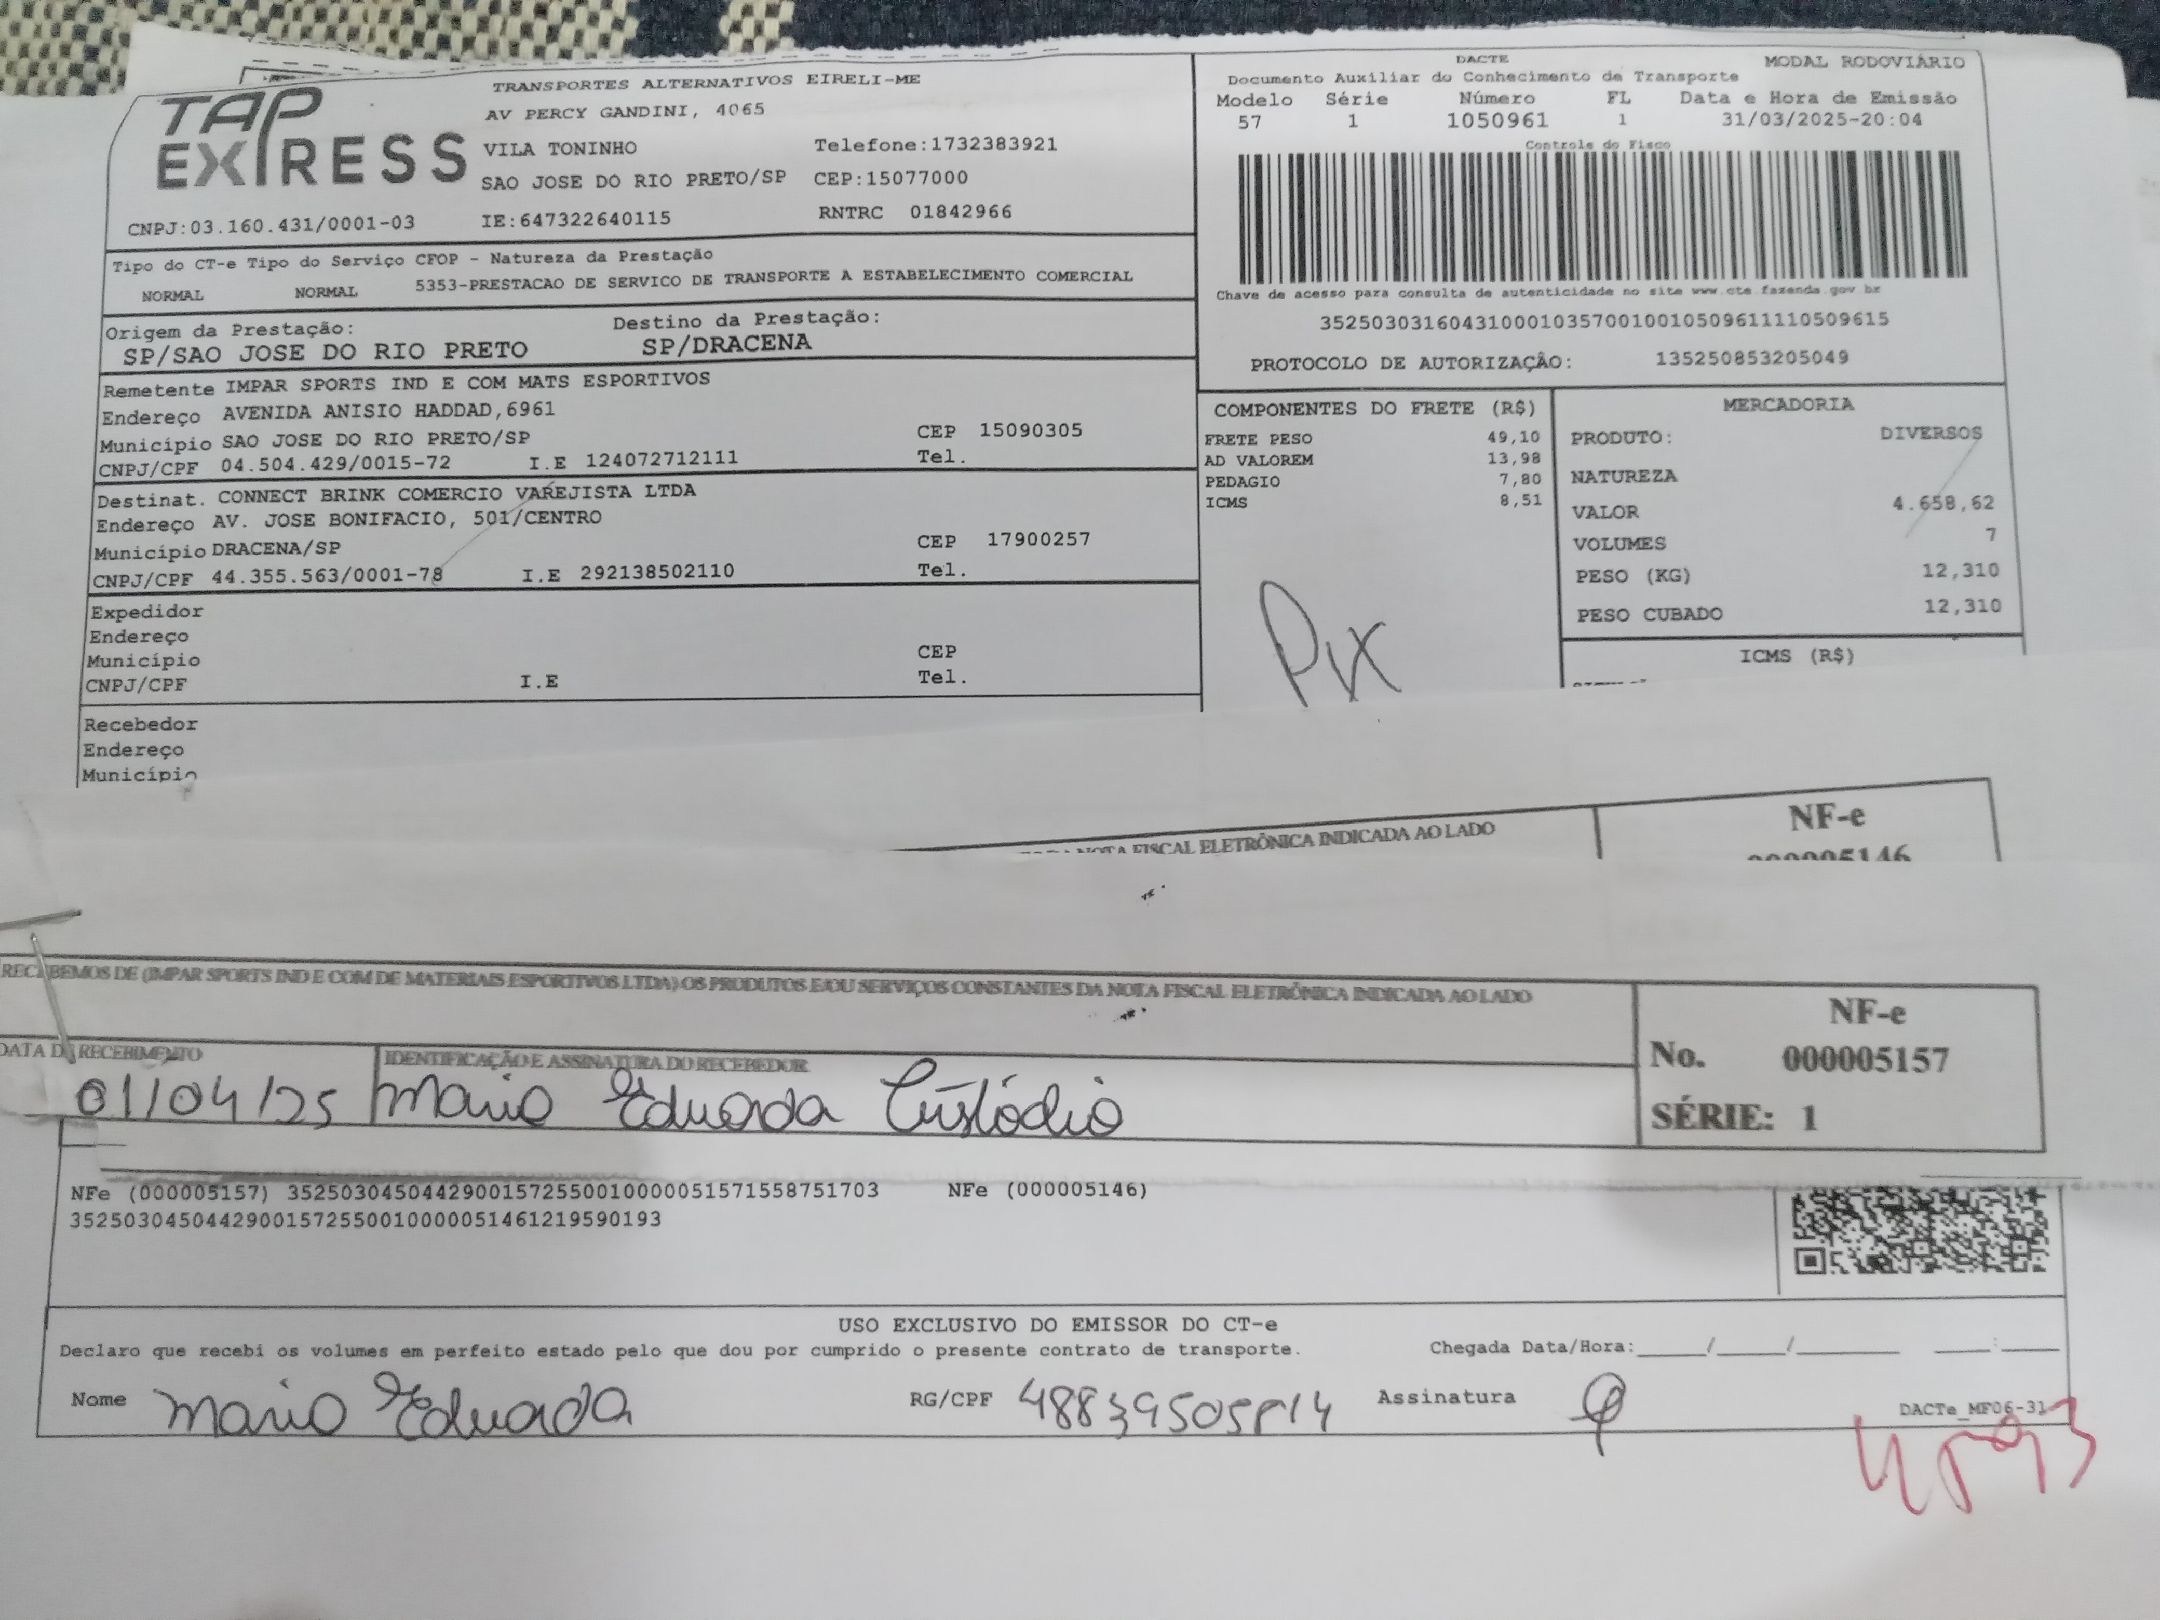 TAP EXPRESS
TRANSPORTES ALTERNATIVOS EIRELI-ME
AV PERCY GANDINI, 4065
VILA TONINHO Telefone:1732383921
SAO JOSE DO RIO PRETO/SP CEP:15077000
CNPJ:03.160.431/0001-03 IE:647322640115 RNTRC 01842966
DACTE MODAL RODOVIÁRIO
Documento Auxiliar do Conhecimento de Transporte
Modelo Série Número FL Data e Hora de Emissão
57 1 1050961 1 31/03/2025-20:04
Controle do Fisco
Chave de acesso para consulta de autenticidade no site www.cte.fazenda.gov.br
35250303160431000103570010010509611110509615
PROTOCOLO DE AUTORIZAÇÃO: 135250853205049
Tipo do CT-e Tipo do Serviço CFOP - Natureza da Prestação
NORMAL NORMAL 5353-PRESTACAO DE SERVICO DE TRANSPORTE A ESTABELECIMENTO COMERCIAL
Origem da Prestação: Destino da Prestação:
SP/SAO JOSE DO RIO PRETO SP/DRACENA
Remetente IMPAR SPORTS IND E COM MATS ESPORTIVOS
Endereço AVENIDA ANISIO HADDAD,6961
Município SAO JOSE DO RIO PRETO/SP CEP 15090305
CNPJ/CPF 04.504.429/0015-72 I.E 124072712111 Tel.
Destinat. CONNECT BRINK COMERCIO VAREJISTA LTDA
Endereço AV. JOSE BONIFACIO, 501/CENTRO
Município DRACENA/SP CEP 17900257
CNPJ/CPF 44.355.563/0001-78 I.E 292138502110 Tel.
Expedidor
Endereço
Município CEP
CNPJ/CPF I.E Tel.
Recebedor
Endereço
Município
COMPONENTES DO FRETE (R$)
FRETE PESO 49,10
AD VALOREM 13,98
PEDAGIO 7,80
ICMS 8,51
Pix
MERCADORIA
PRODUTO: DIVERSOS
NATUREZA
VALOR 4.658,62
VOLUMES 7
PESO (KG) 12,310
PESO CUBADO 12,310
ICMS (R$)
NOTA FISCAL ELETRÔNICA INDICADA AO LADO
NF-e
000005146
RECEBEMOS DE (IMPAR SPORTS IND E COM DE MATERIAIS ESPORTIVOS LTDA) OS PRODUTOS E/OU SERVIÇOS CONSTANTES DA NOTA FISCAL ELETRÔNICA INDICADA AO LADO
NF-e
No. 000005157
SÉRIE: 1
DATA DE RECEBIMENTO IDENTIFICAÇÃO E ASSINATURA DO RECEBEDOR
01/04/25 Maria Eduarda Custódio
NFe (000005157) 35250304504429001572550010000051571558751703 NFe (000005146)
35250304504429001572550010000051461219590193
USO EXCLUSIVO DO EMISSOR DO CT-e
Declaro que recebi os volumes em perfeito estado pelo que dou por cumprido o presente contrato de transporte. Chegada Data/Hora:____/____/______ ____:____
Nome Maria Eduarda RG/CPF Assinatura
DACTe_MF06-31